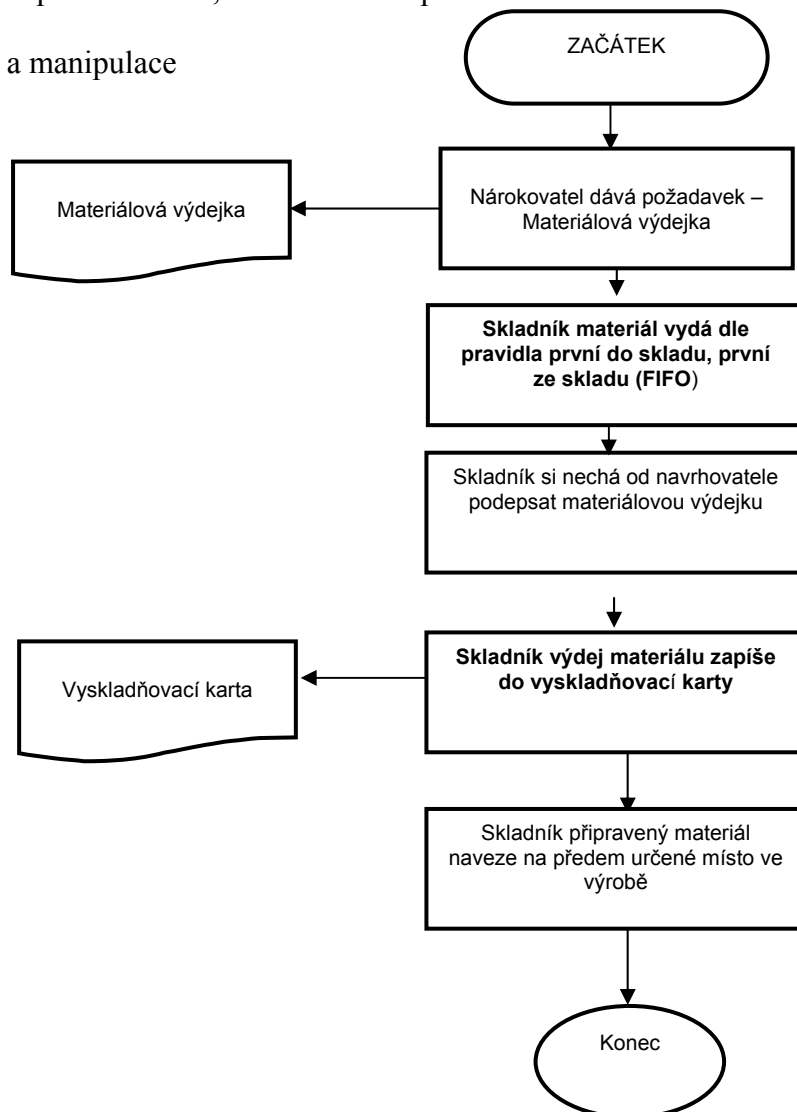 a manipulace
ZAČÁTEK
Nárokovatel dává požadavek –
Materiálová výdejka
Materiálová výdejka
Skladník materiál vydá dle
pravidla první do skladu, první
ze skladu (FIFO)
Skladník si nechá od navrhovatele
podepsat materiálovou výdejku
Skladník výdej materiálu zapíše
do vyskladňovací karty
Vyskladňovací karta
Skladník připravený materiál
naveze na předem určené místo ve
výrobě
Konec